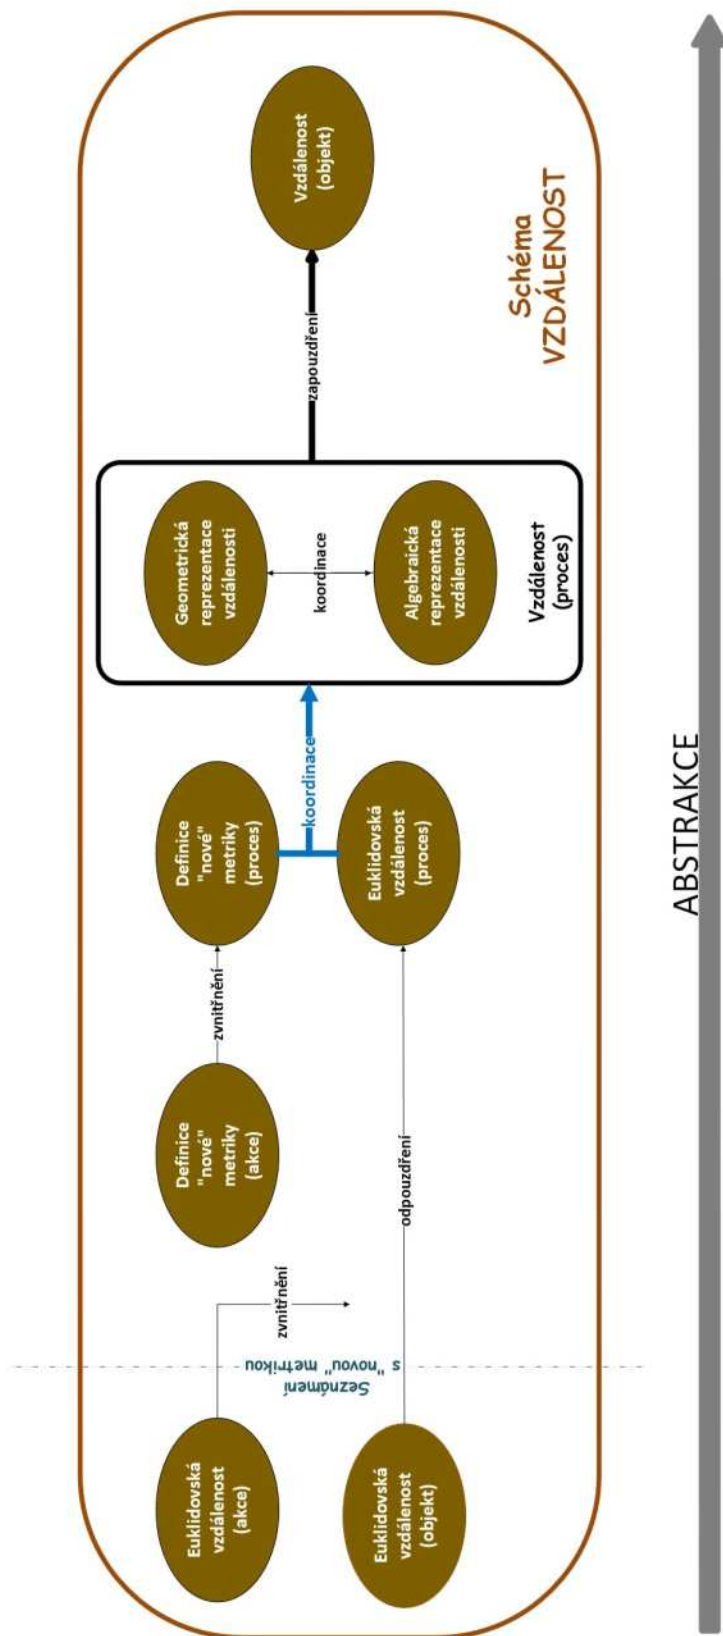 Euklidovská
vzdálenost
(akce)
Euklidovská
vzdálenost
(objekt)
Seznámení
s "novou" metrikou
zvnitřnění
odpouzdření
Definice
"nové"
metriky
(akce)
zvnitřnění
Definice
"nové"
metriky
(proces)
Euklidovská
vzdálenost
(proces)
koordinace
Geometrická
reprezentace
vzdálenosti
koordinace
Algebraická
reprezentace
vzdálenosti
Vzdálenost
(proces)
zapouzdření
Vzdálenost
(objekt)
Schéma
VZDÁLENOST
ABSTRAKCE